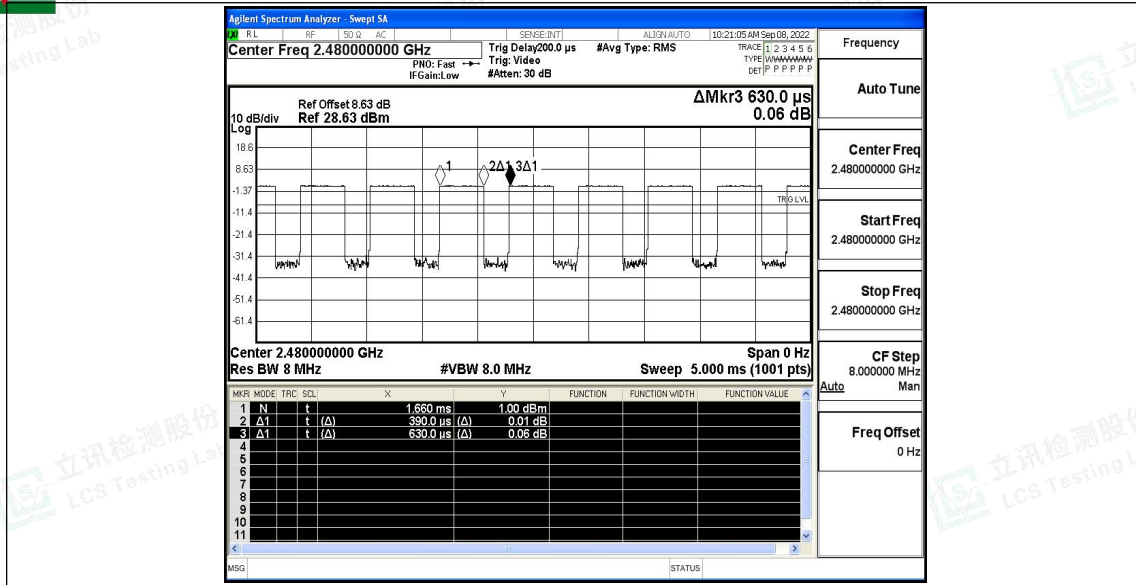 Agilent Spectrum Analyzer - Swept SA
RL RF 50 Ω AC SENSE:INT ALIGN AUTO 10:21:05 AM Sep 08, 2022
Center Freq 2.480000000 GHz
PNO: Fast
IFGain:Low
Trig Delay200.0 µs
Trig: Video
#Atten: 30 dB
#Avg Type: RMS
TRACE 1 2 3 4 5 6
TYPE WWWWWW
DET P P P P P P
ΔMkr3 630.0 µs
0.06 dB
Ref Offset 8.63 dB
10 dB/div Ref 28.63 dBm
Log
18.6
8.63
-1.37
-11.4
-21.4
-31.4
-41.4
-51.4
-61.4
1
2Δ1
3Δ1
TRIG LVL
Center 2.480000000 GHz Span 0 Hz
Res BW 8 MHz #VBW 8.0 MHz Sweep 5.000 ms (1001 pts)
MKR MODE TRC SCL X Y FUNCTION FUNCTION WIDTH FUNCTION VALUE
1 N t 1.660 ms 1.00 dBm
2 Δ1 t (Δ) 390.0 µs (Δ) 0.01 dB
3 Δ1 t (Δ) 630.0 µs (Δ) 0.06 dB
4
5
6
7
8
9
10
11
MSG STATUS
Frequency
Auto Tune
Center Freq
2.480000000 GHz
Start Freq
2.480000000 GHz
Stop Freq
2.480000000 GHz
CF Step
8.000000 MHz
Auto Man
Freq Offset
0 Hz
立讯检测股份
LCS Testing Lab
立讯检测股份
LCS Testing L